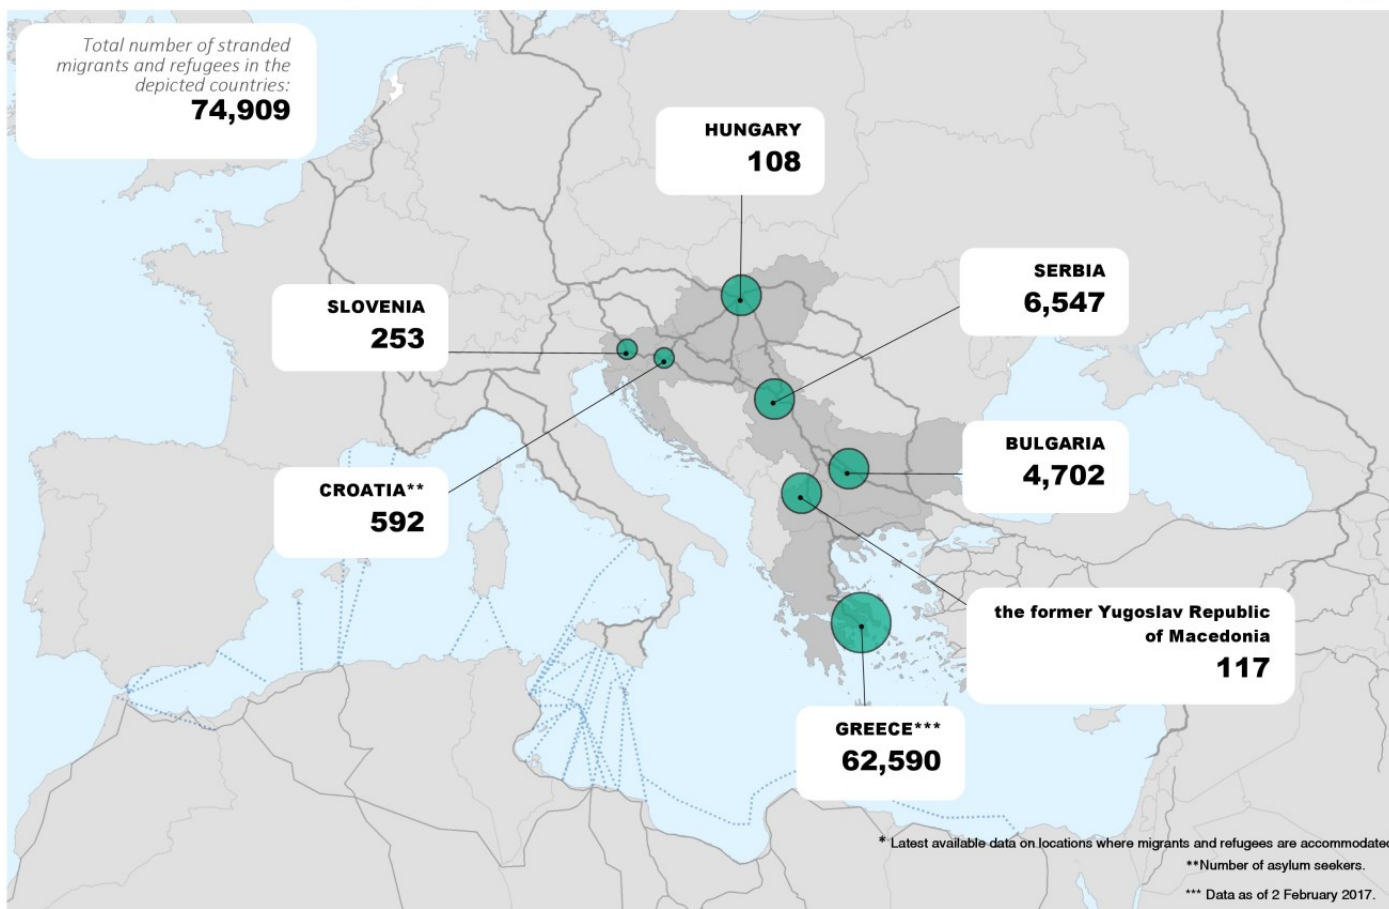 Total number of stranded
migrants and refugees in the
depicted countries:
74,909
HUNGARY
108
SERBIA
6,547
SLOVENIA
253
BULGARIA
4,702
CROATIA**
592
the former Yugoslav Republic
of Macedonia
117
GREECE***
62,590
* Latest available data on locations where migrants and refugees are accommodated
**Number of asylum seekers.
*** Data as of 2 February 2017.